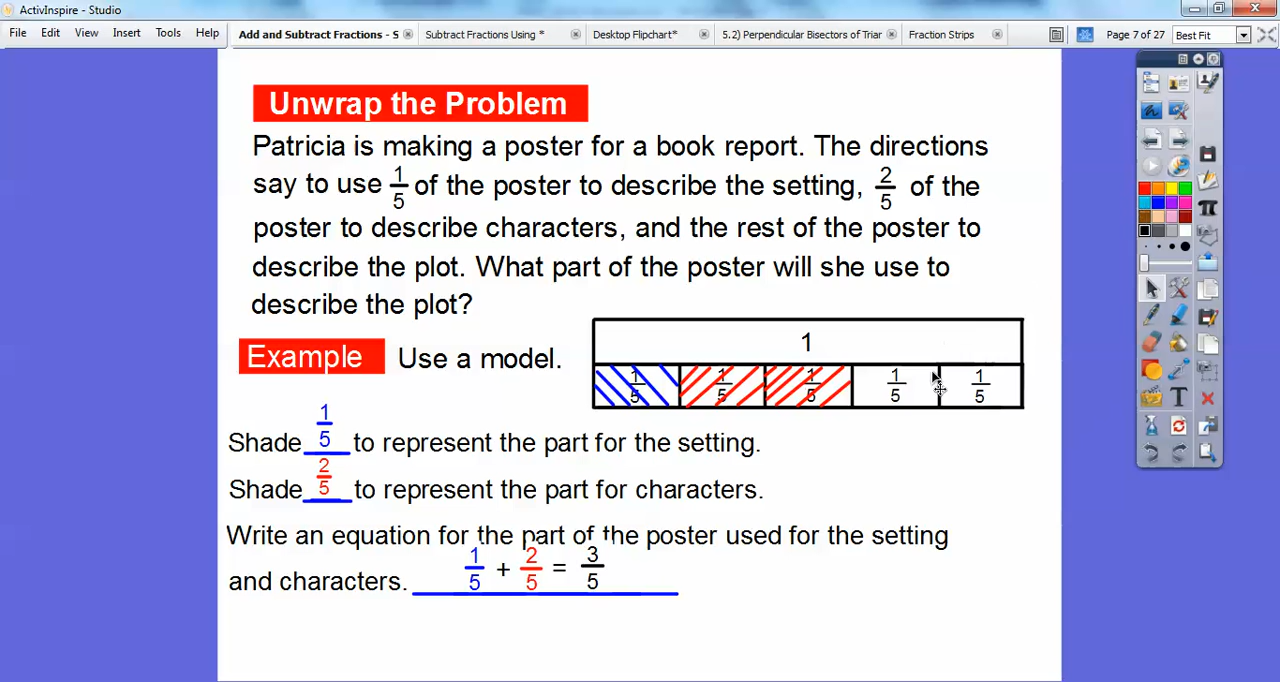 ActivInspire - Studio
File Edit View Insert Tools Help
Add and Subtract Fractions - S Subtract Fractions Using * Desktop Flipchart* 5.2) Perpendicular Bisectors of Triar Fraction Strips Page 7 of 27 Best Fit
Unwrap the Problem
Patricia is making a poster for a book report. The directions
say to use 1/5 of the poster to describe the setting, 2/5 of the
poster to describe characters, and the rest of the poster to
describe the plot. What part of the poster will she use to
describe the plot?
Example Use a model.
1
1/5 1/5 1/5 1/5 1/5
Shade 1/5 to represent the part for the setting.
Shade 2/5 to represent the part for characters.
Write an equation for the part of the poster used for the setting
and characters. 1/5 + 2/5 = 3/5